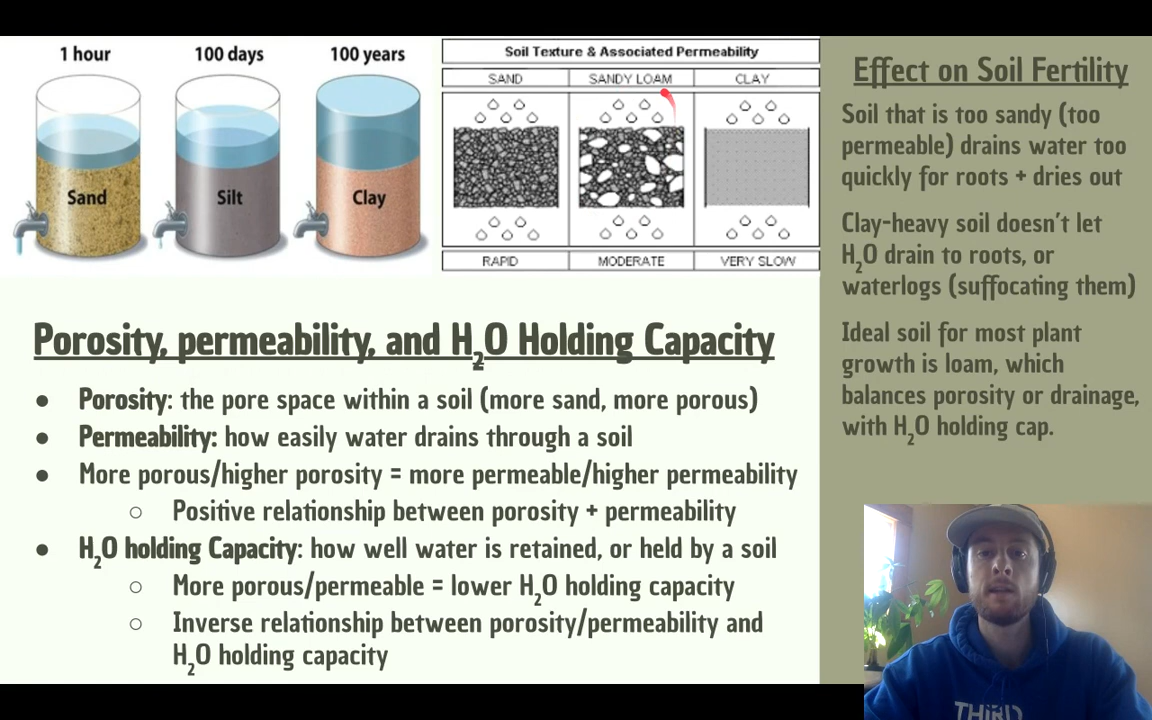 1 hour
100 days
100 years
Sand
Silt
Clay
Soil Texture & Associated Permeability
SAND
SANDY LOAM
CLAY
RAPID
MODERATE
VERY SLOW
Porosity, permeability, and H₂O Holding Capacity
● Porosity: the pore space within a soil (more sand, more porous)
● Permeability: how easily water drains through a soil
● More porous/higher porosity = more permeable/higher permeability
○ Positive relationship between porosity + permeability
● H₂O holding Capacity: how well water is retained, or held by a soil
○ More porous/permeable = lower H₂O holding capacity
○ Inverse relationship between porosity/permeability and
H₂O holding capacity
Effect on Soil Fertility
Soil that is too sandy (too
permeable) drains water too
quickly for roots + dries out
Clay-heavy soil doesn't let
H₂O drain to roots, or
waterlogs (suffocating them)
Ideal soil for most plant
growth is loam, which
balances porosity or drainage,
with H₂O holding cap.
THIRD